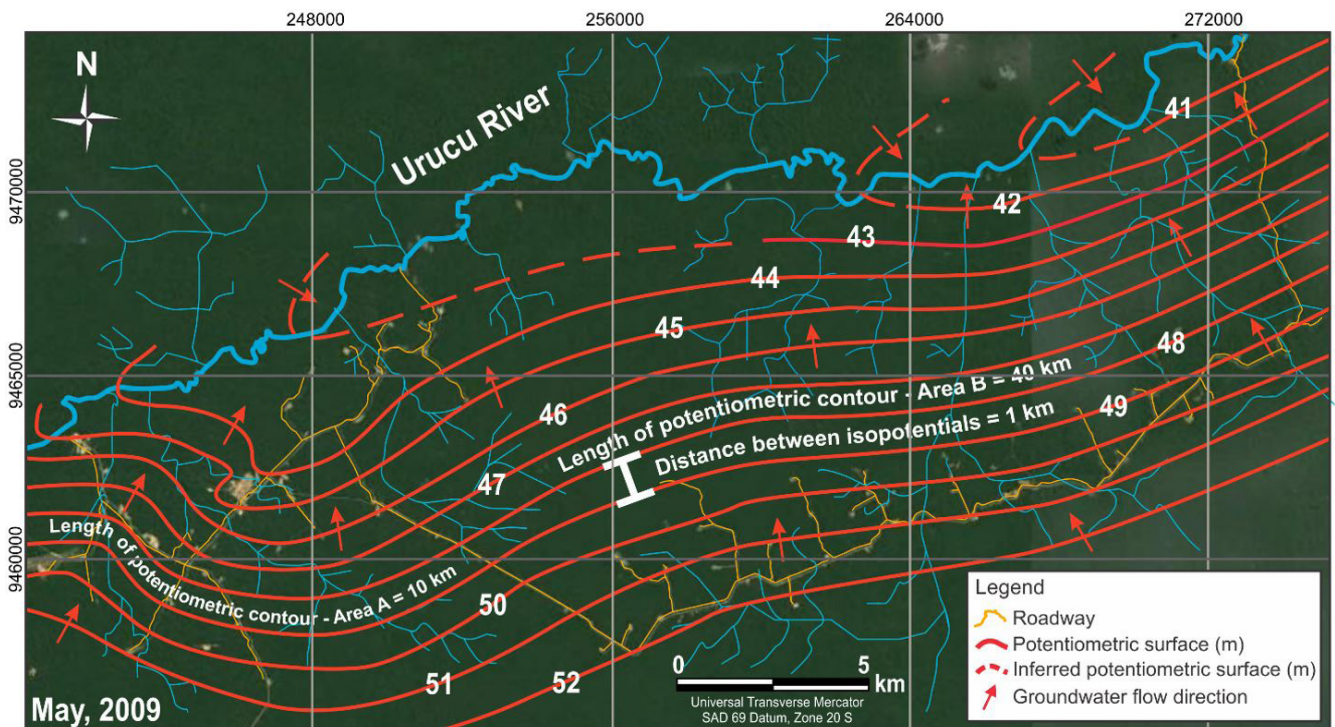 248000
256000
264000
272000
N
Urucu River
41
9470000
42
43
44
45
48
9465000
Length of potentiometric contour - Area B = 40 km
46
49
Distance between isopotentials = 1 km
47
Length of potentiometric contour - Area A = 10 km
9460000
50
51
52
0 5
km
Universal Transverse Mercator
SAD 69 Datum, Zone 20 S
May, 2009
Legend
Roadway
Potentiometric surface (m)
Inferred potentiometric surface (m)
Groundwater flow direction